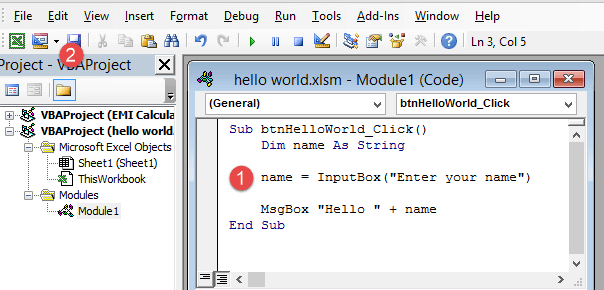 File Edit View Insert Format Debug Run Tools Add-Ins Window Help
Ln 3, Col 5
2
Project - VBAProject
VBAProject (EMI Calcula
VBAProject (hello world.
Microsoft Excel Objects
Sheet1 (Sheet1)
ThisWorkbook
Modules
Module1
hello world.xlsm - Module1 (Code)
(General) btnHelloWorld_Click
Sub btnHelloWorld_Click()
Dim name As String
1 name = InputBox("Enter your name")
MsgBox "Hello " + name
End Sub